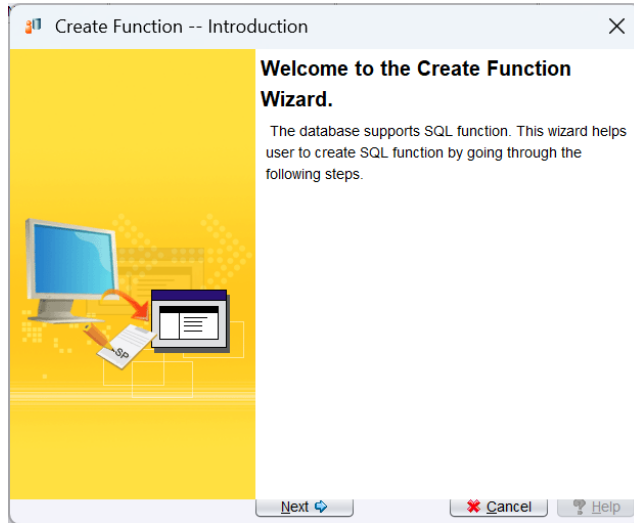 Create Function -- Introduction
Welcome to the Create Function
Wizard.
The database supports SQL function. This wizard helps
user to create SQL function by going through the
following steps.
SP
Next
Cancel
Help